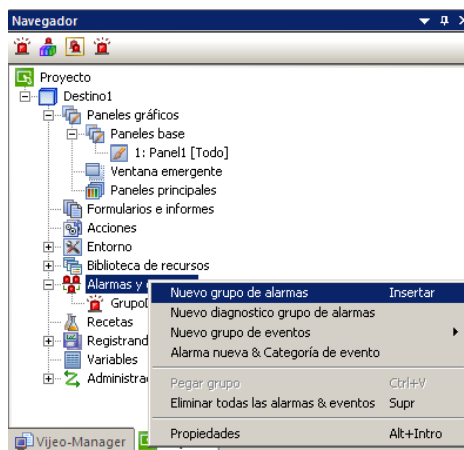 Navegador
Proyecto
Destino1
Paneles gráficos
Paneles base
1: Panel1 [Todo]
Ventana emergente
Paneles principales
Formularios e informes
Acciones
Entorno
Biblioteca de recursos
Alarmas y
Nuevo grupo de alarmas Insertar
Nuevo diagnostico grupo de alarmas
Nuevo grupo de eventos
Alarma nueva & Categoría de evento
Pegar grupo Ctrl+V
Eliminar todas las alarmas & eventos Supr
Propiedades Alt+Intro
Recetas
Registrand
Variables
Administra
Vijeo-Manager